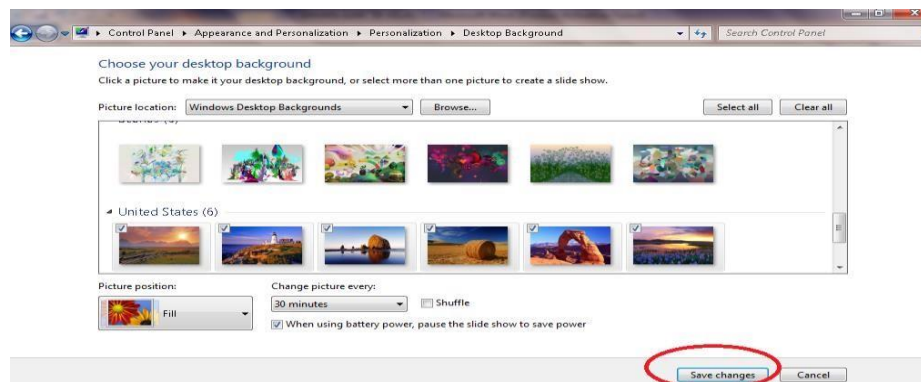 Control Panel ▸ Appearance and Personalization ▸ Personalization ▸ Desktop Background
Search Control Panel
Choose your desktop background
Click a picture to make it your desktop background, or select more than one picture to create a slide show.
Picture location: Windows Desktop Backgrounds Browse... Select all Clear all
United States (6)
Picture position: Change picture every:
Fill 30 minutes Shuffle
When using battery power, pause the slide show to save power
Save changes Cancel